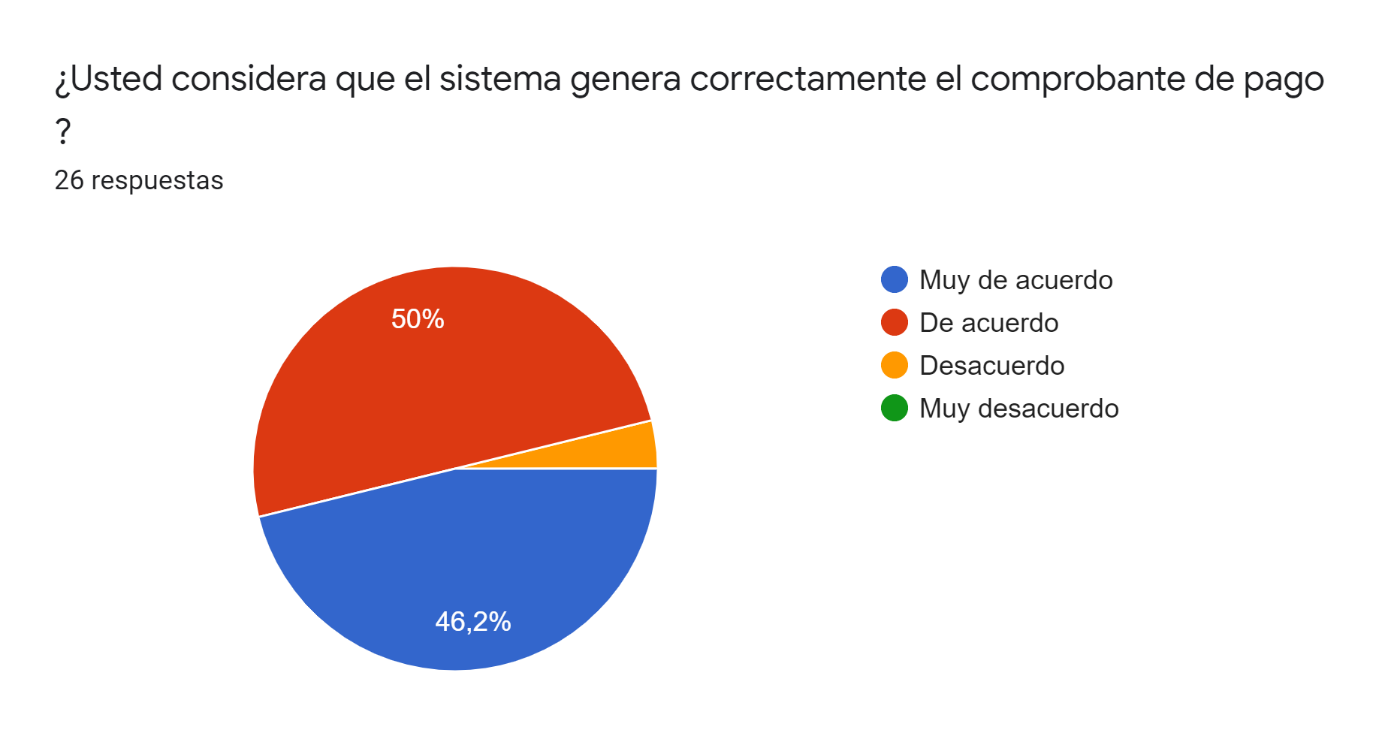 ¿Usted considera que el sistema genera correctamente el comprobante de pago
?
26 respuestas
50%
46,2%
Muy de acuerdo
De acuerdo
Desacuerdo
Muy desacuerdo